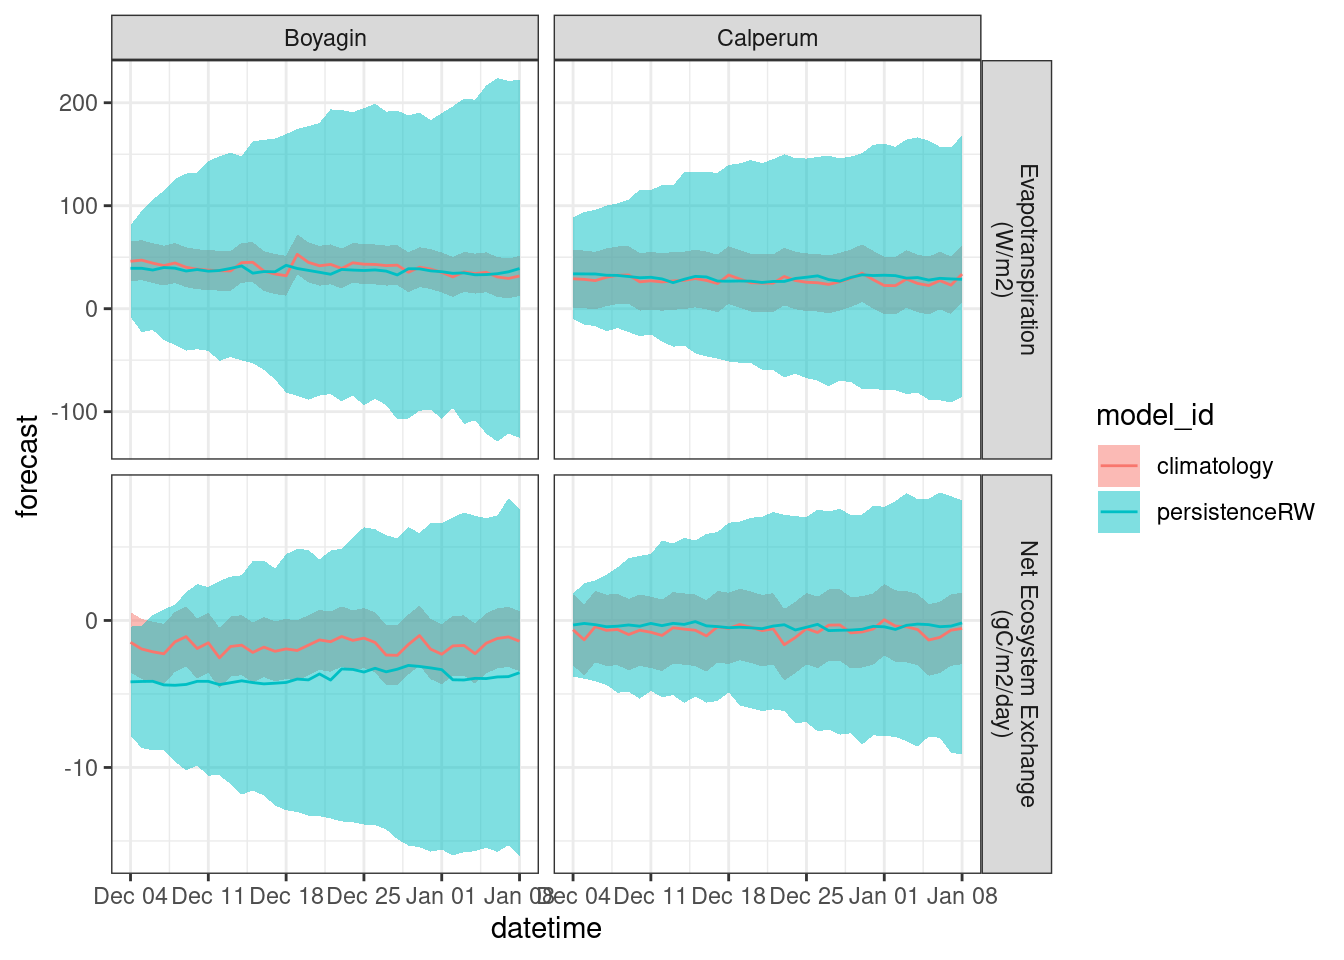 Boyagin
Calperum
200
100
0
-100
Evapotranspiration
(W/m2)
0
-10
Net Ecosystem Exchange
(gC/m2/day)
forecast
Dec 04 Dec 11 Dec 18 Dec 25 Jan 01 Jan 08
Dec 04 Dec 11 Dec 18 Dec 25 Jan 01 Jan 08
datetime
model_id
climatology
persistenceRW